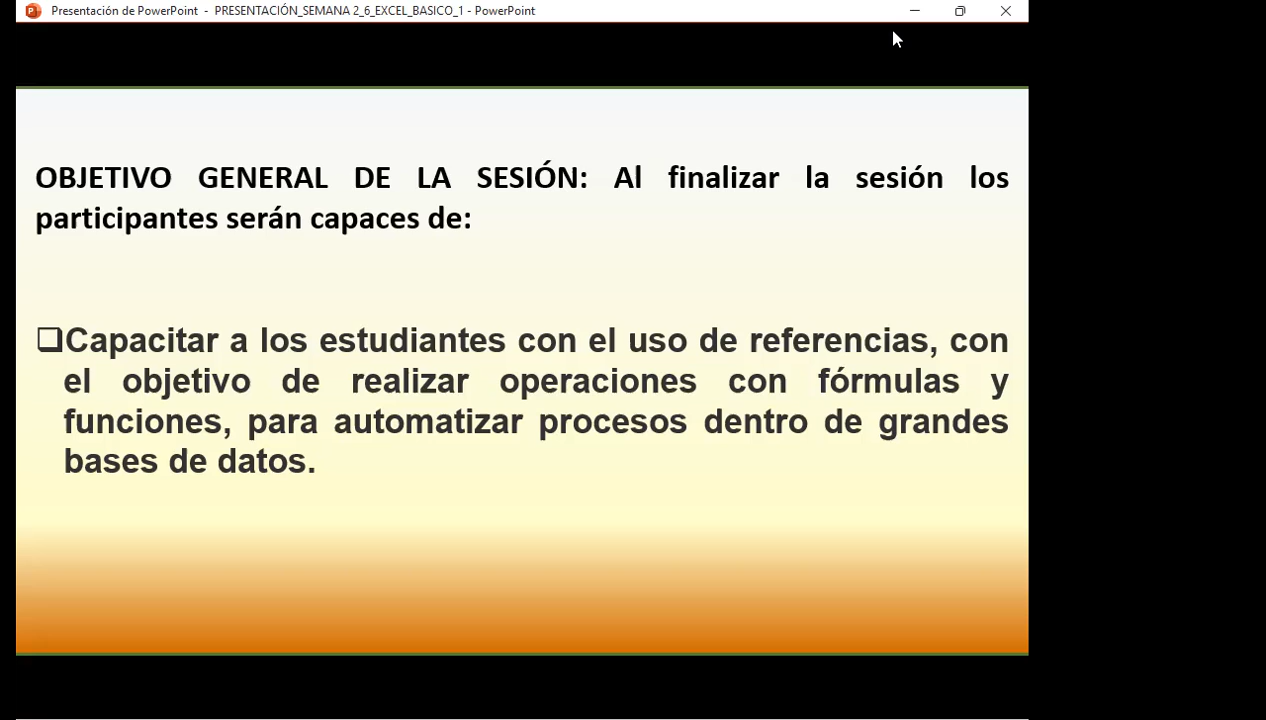 Presentación de PowerPoint - PRESENTACIÓN_SEMANA 2_6_EXCEL_BASICO_1 - PowerPoint
OBJETIVO GENERAL DE LA SESIÓN: Al finalizar la sesión los
participantes serán capaces de:
❑Capacitar a los estudiantes con el uso de referencias, con
el objetivo de realizar operaciones con fórmulas y
funciones, para automatizar procesos dentro de grandes
bases de datos.